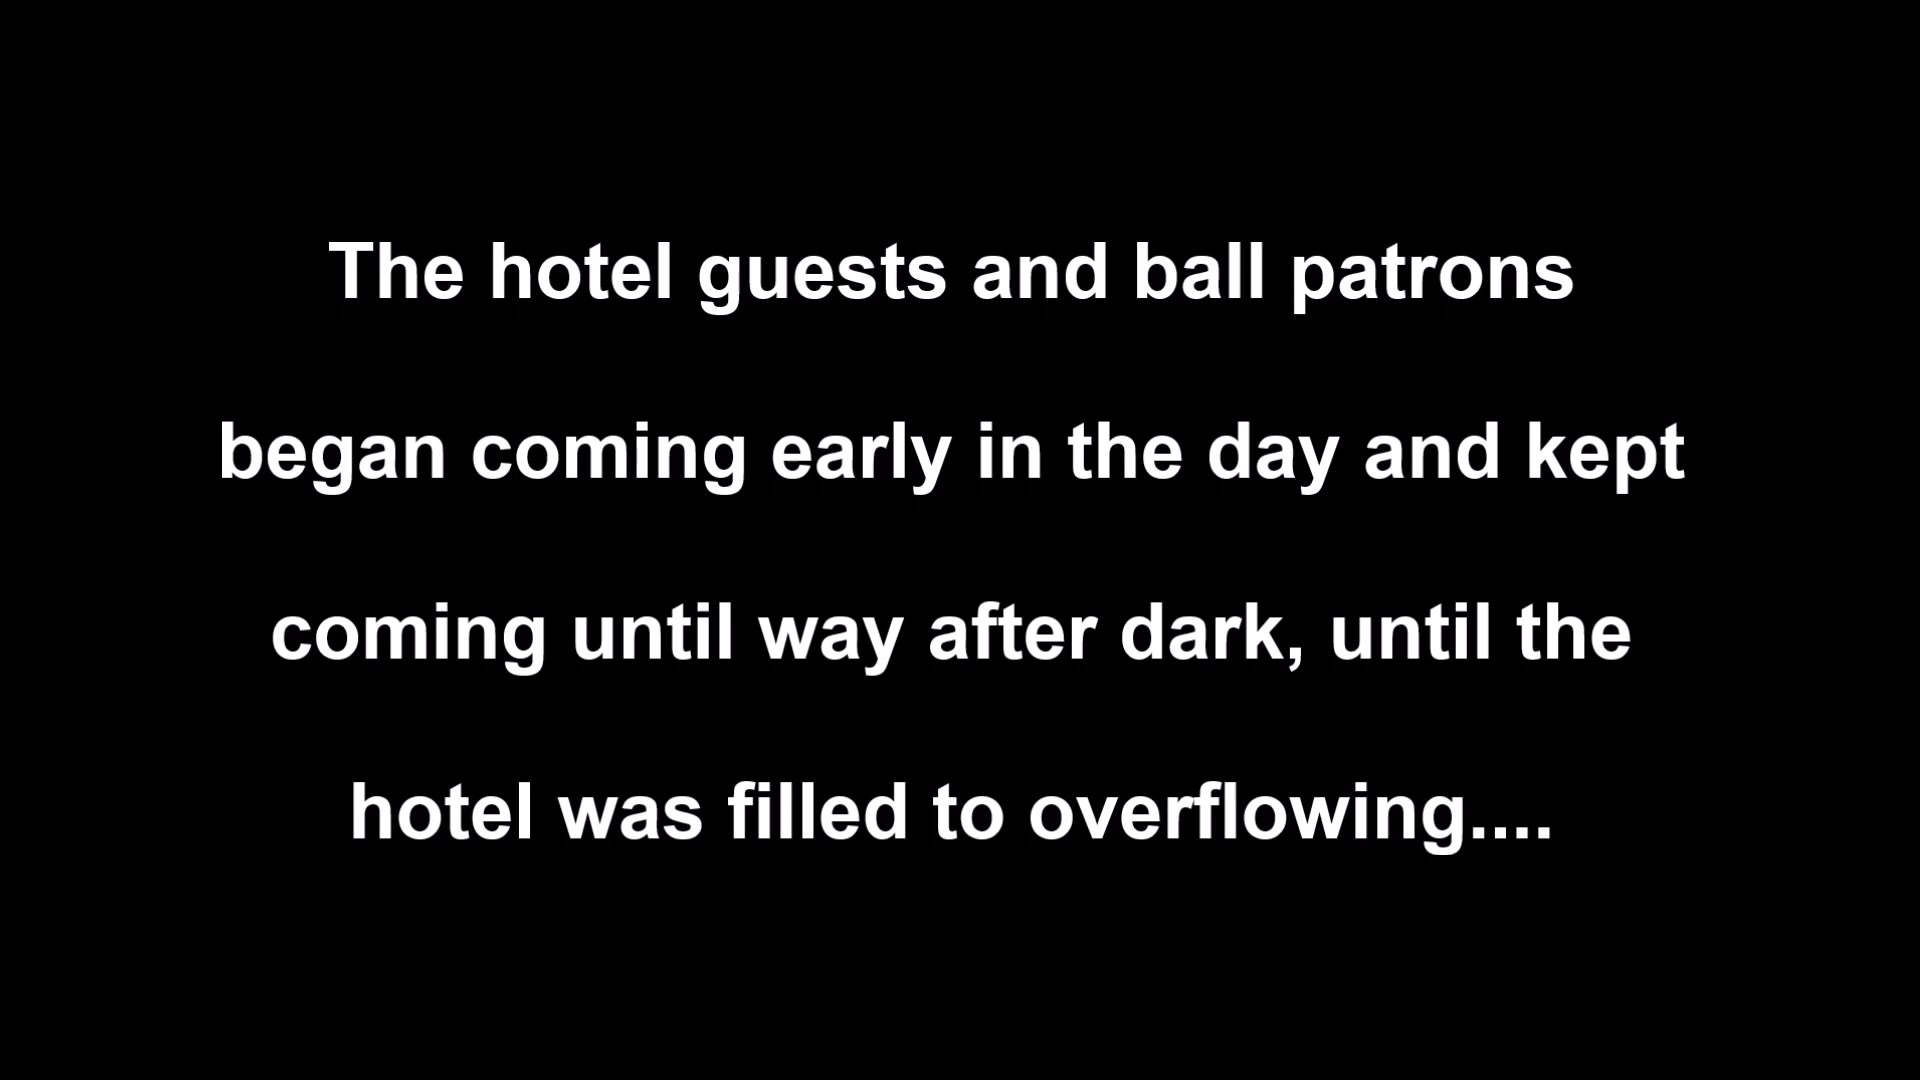 The hotel guests and ball patrons
began coming early in the day and kept
coming until way after dark, until the
hotel was filled to overflowing....